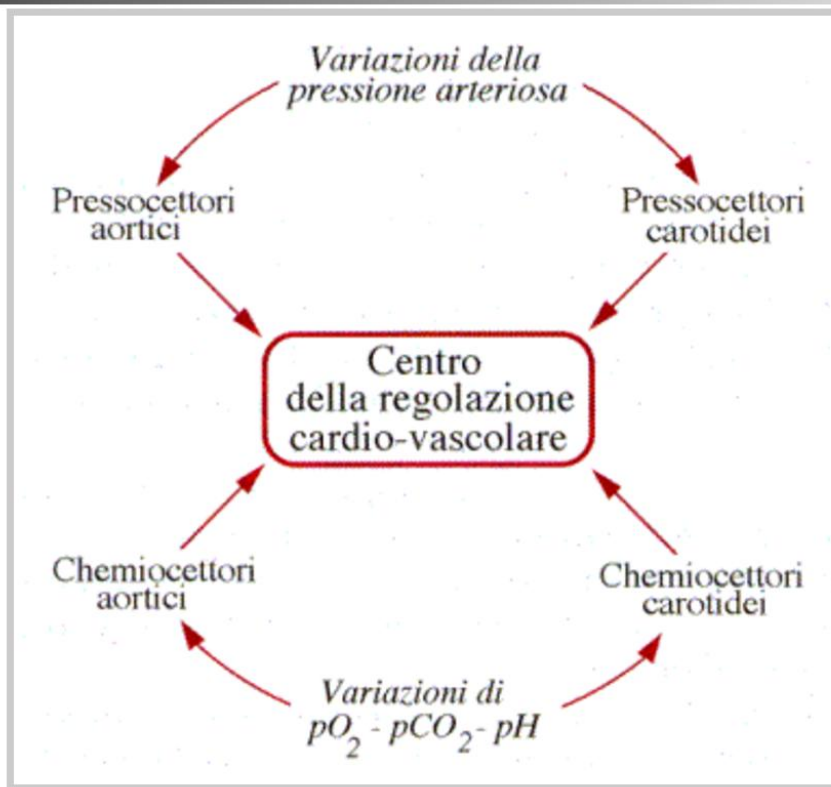 Variazioni della
pressione arteriosa
Pressocettori
aortici
Pressocettori
carotidei
Centro
della regolazione
cardio-vascolare
Chemiocettori
aortici
Chemiocettori
carotidei
Variazioni di
pO₂ - pCO₂ - pH